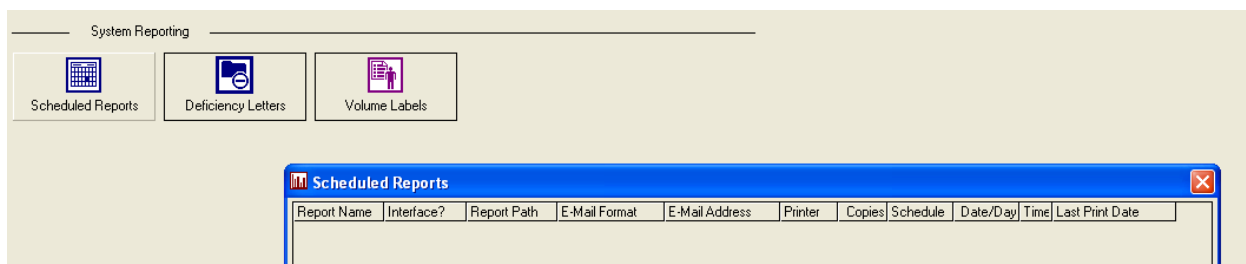 System Reporting
Scheduled Reports Deficiency Letters Volume Labels
Scheduled Reports
Report Name Interface? Report Path E-Mail Format E-Mail Address Printer Copies Schedule Date/Day Time Last Print Date